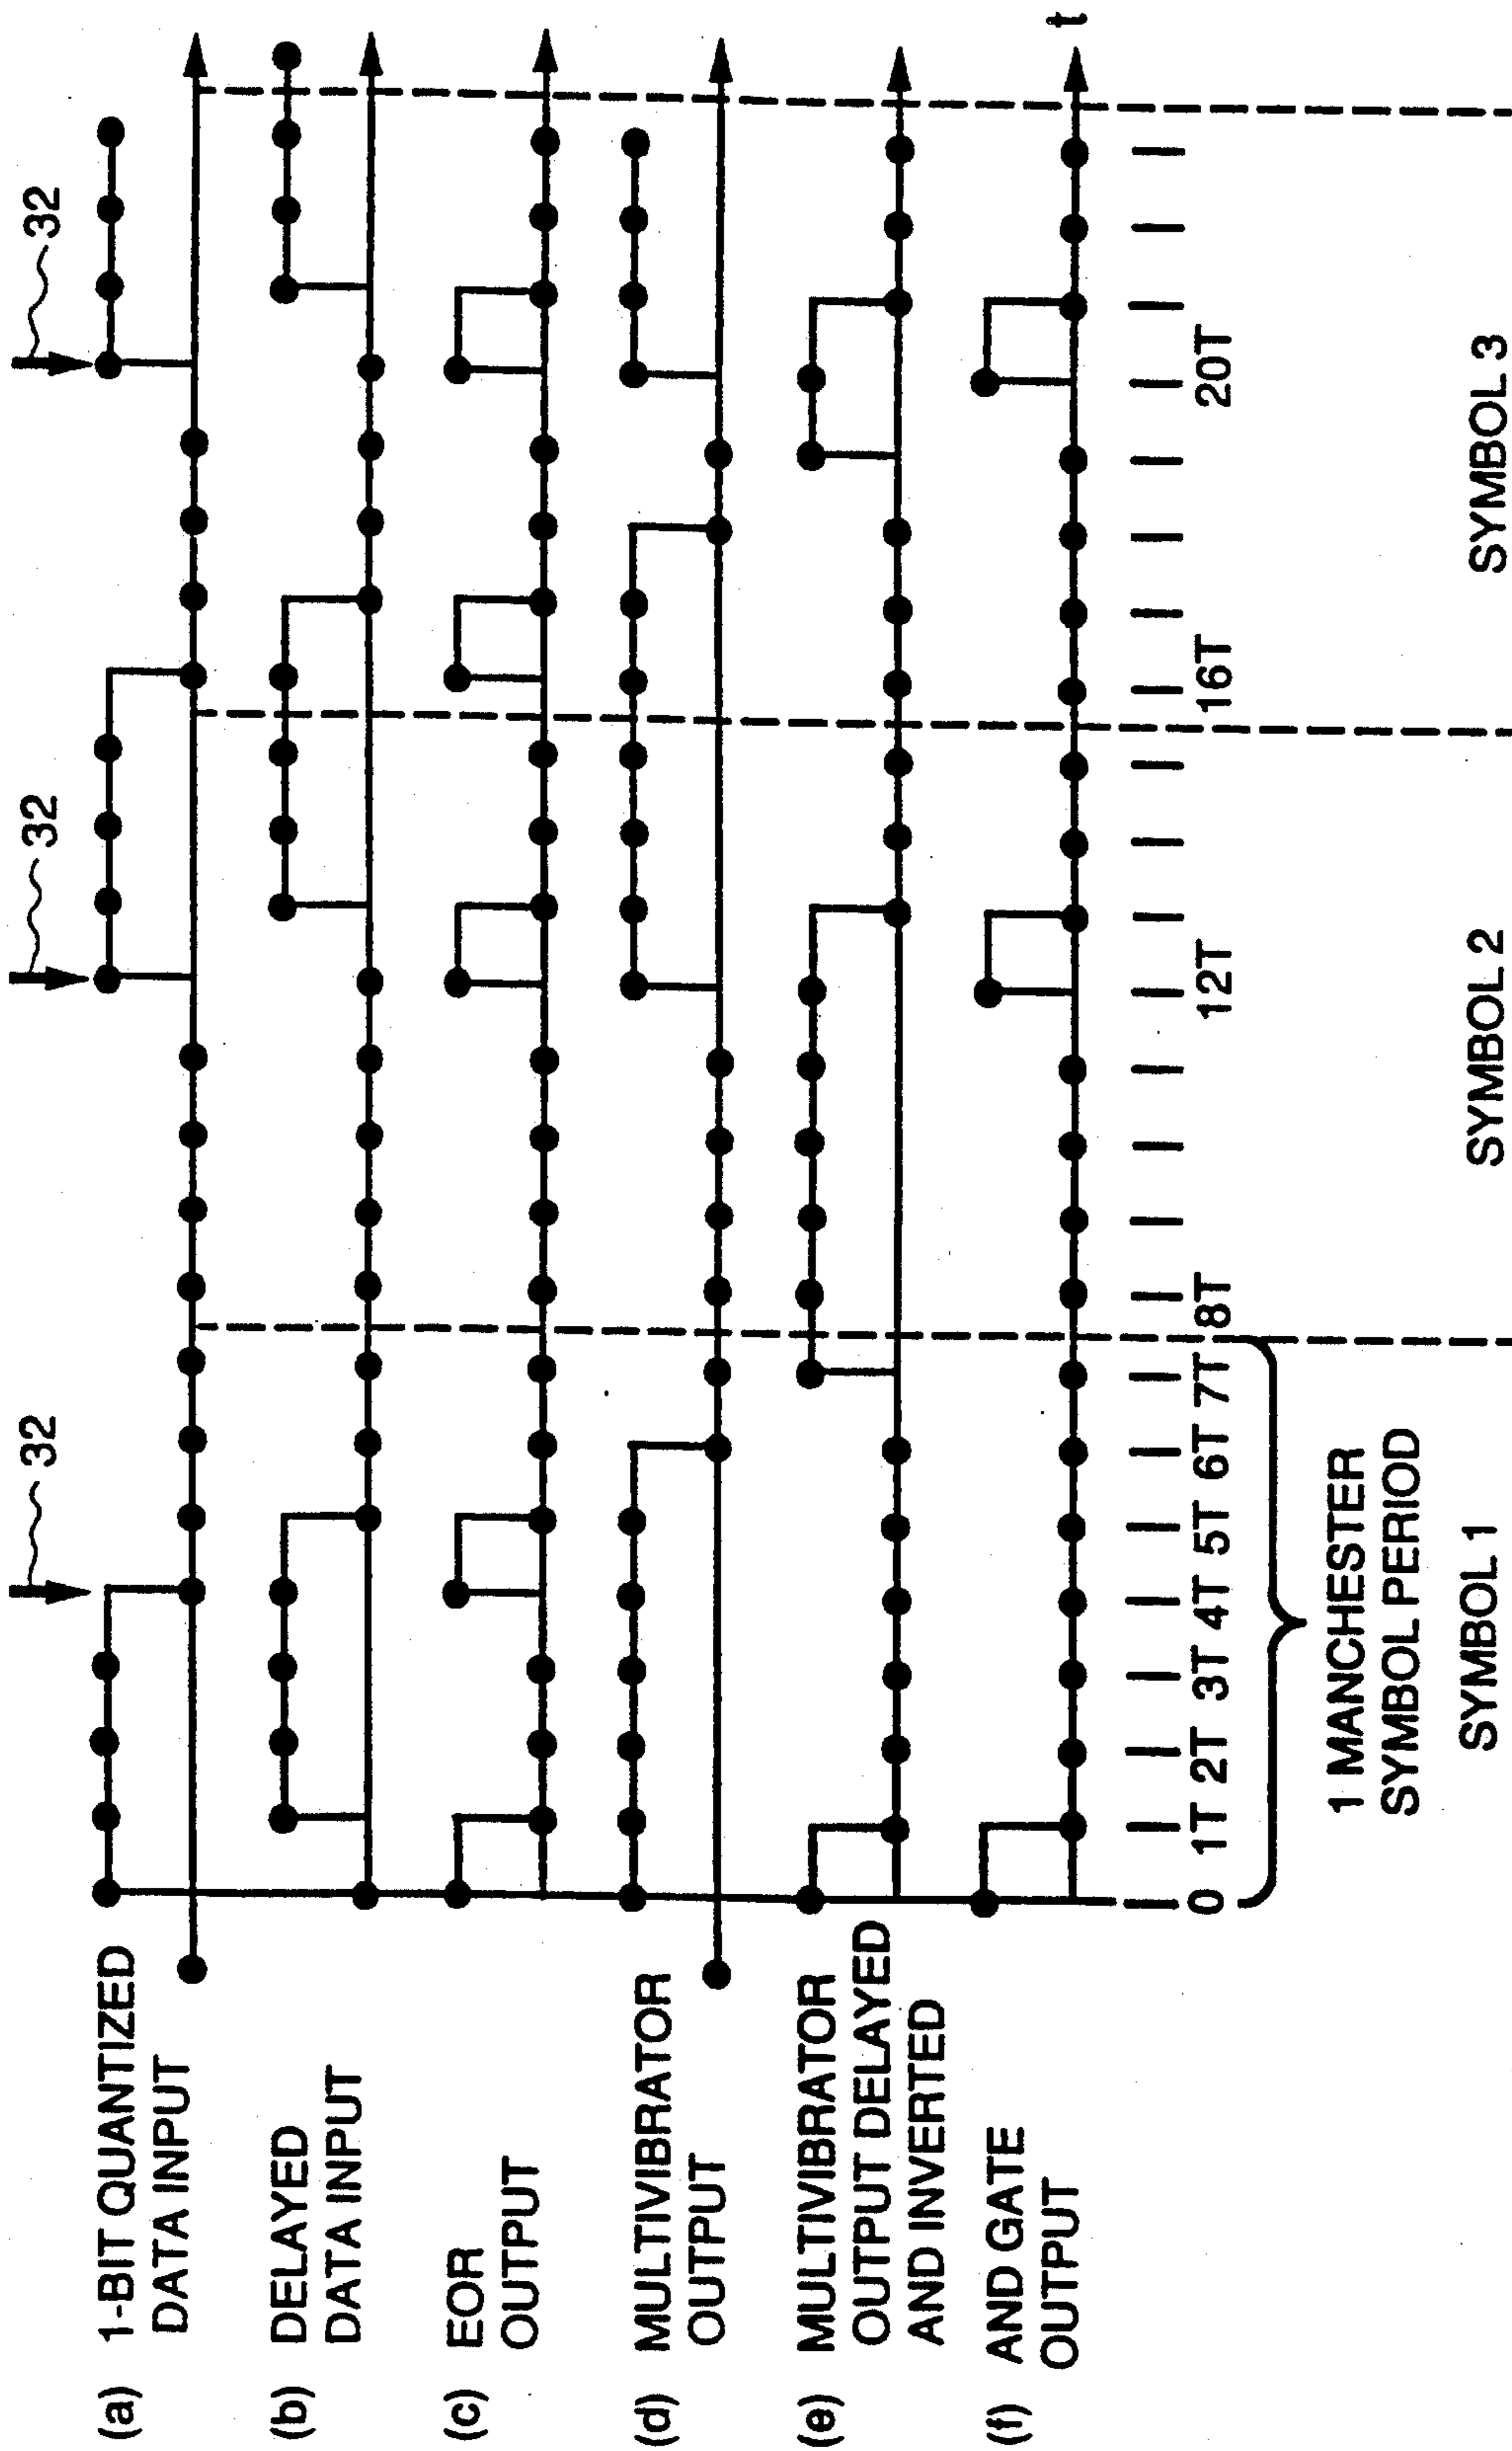 32
32
32
(a) 1-BIT QUANTIZED
DATA INPUT
(b) DELAYED
DATA INPUT
(c) EOR
OUTPUT
(d) MULTIVIBRATOR
OUTPUT
(e) MULTIVIBRATOR
OUTPUT DELAYED
AND INVERTED
(f) AND GATE
OUTPUT
t
0 1T 2T 3T 4T 5T 6T 7T 8T 12T 16T 20T
1 MANCHESTER
SYMBOL PERIOD
SYMBOL 1 SYMBOL 2 SYMBOL 3